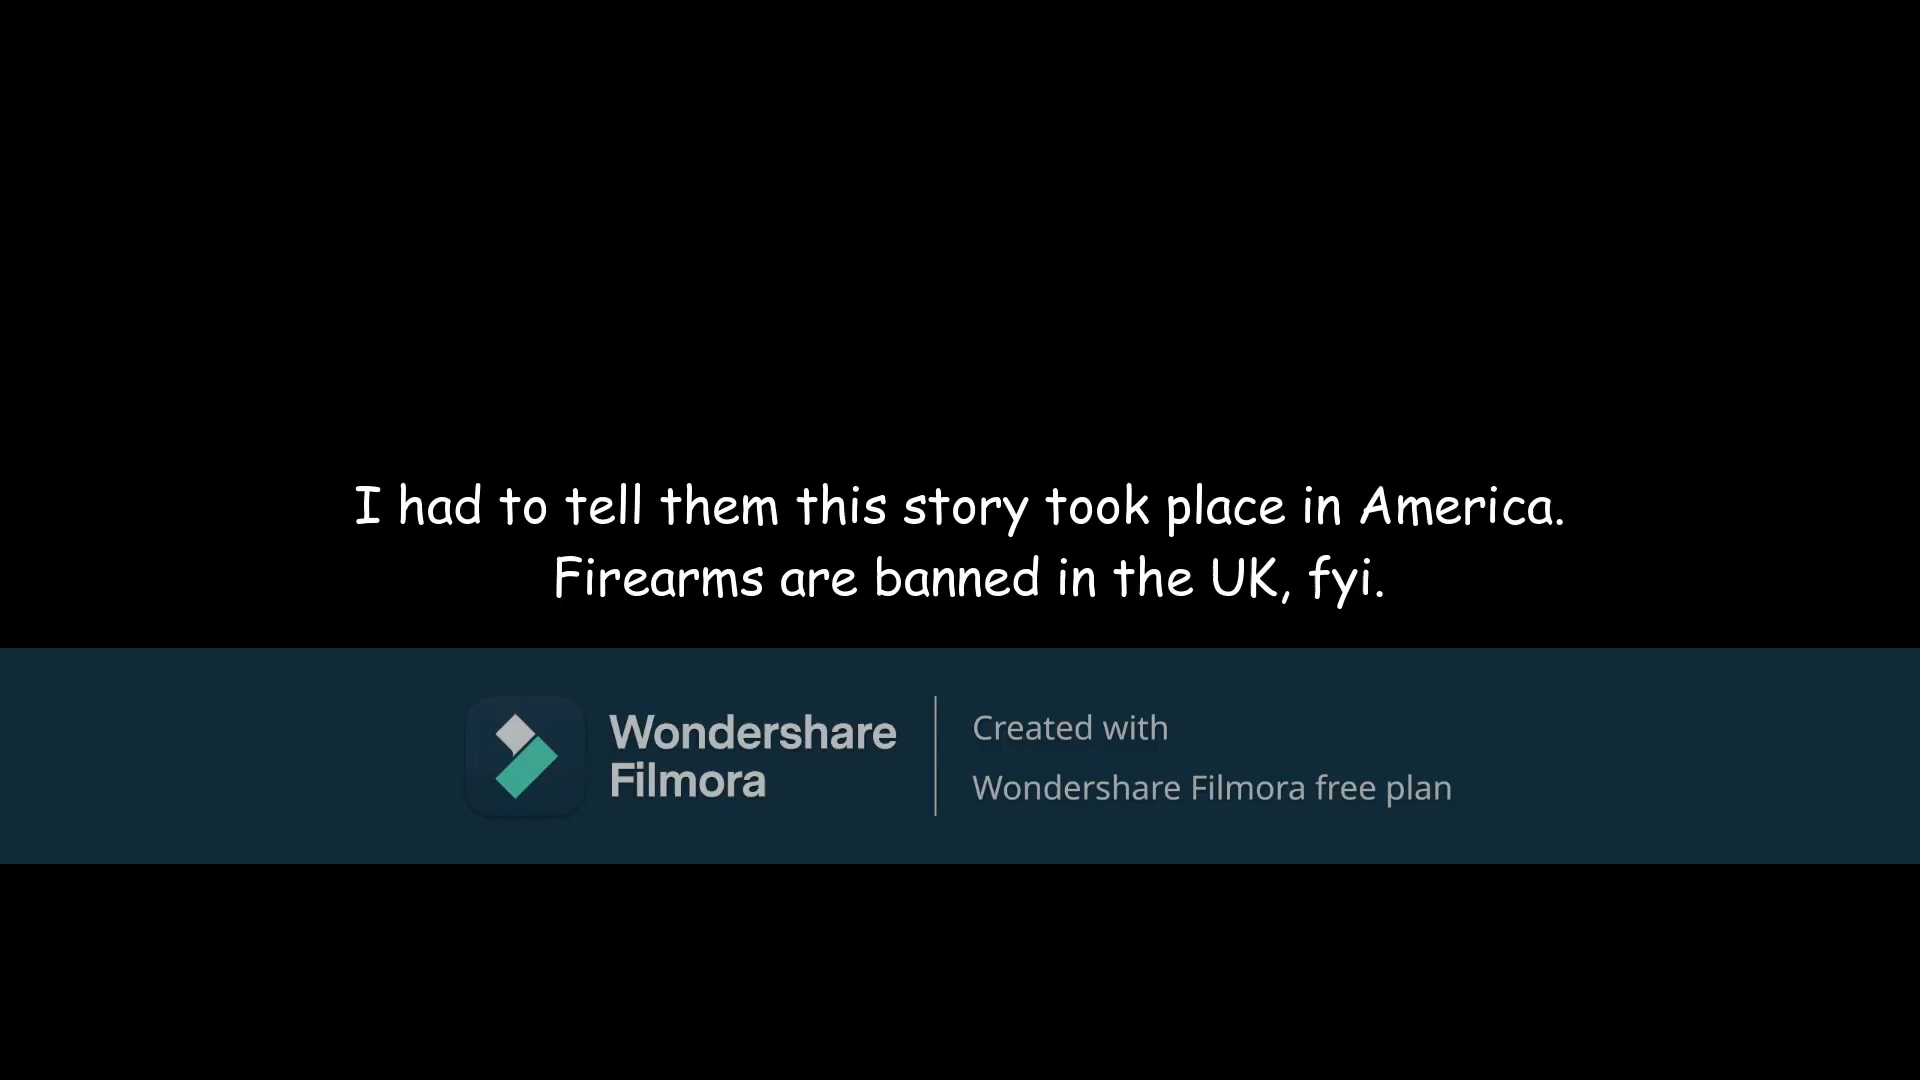 I had to tell them this story took place in America.
Firearms are banned in the UK, fyi.
Wondershare
Filmora
Created with
Wondershare Filmora free plan